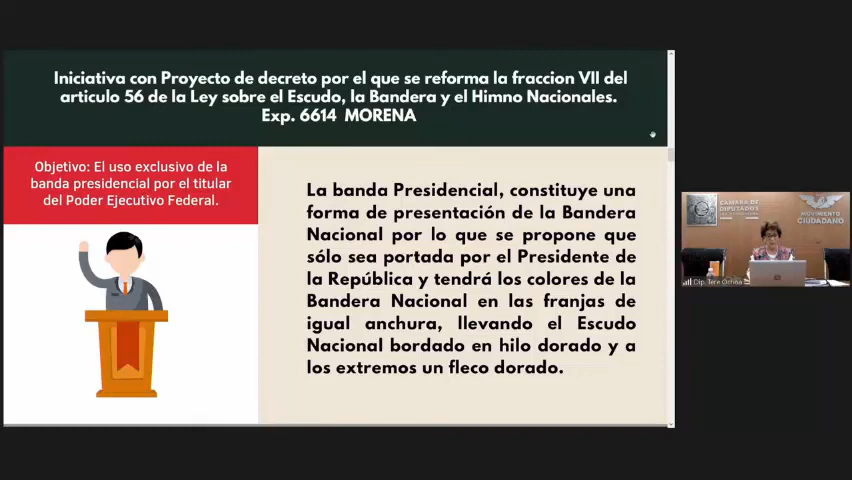 Iniciativa con Proyecto de decreto por el que se reforma la fraccion VII del
articulo 56 de la Ley sobre el Escudo, la Bandera y el Himno Nacionales.
Exp. 6614 MORENA
Objetivo: El uso exclusivo de la
banda presidencial por el titular
del Poder Ejecutivo Federal.
La banda Presidencial, constituye una
forma de presentación de la Bandera
Nacional por lo que se propone que
sólo sea portada por el Presidente de
la República y tendrá los colores de la
Bandera Nacional en las franjas de
igual anchura, llevando el Escudo
Nacional bordado en hilo dorado y a
los extremos un fleco dorado.
CÁMARA DE
DIPUTADOS
MOVIMIENTO
CIUDADANO
Dip. Tere Ochoa